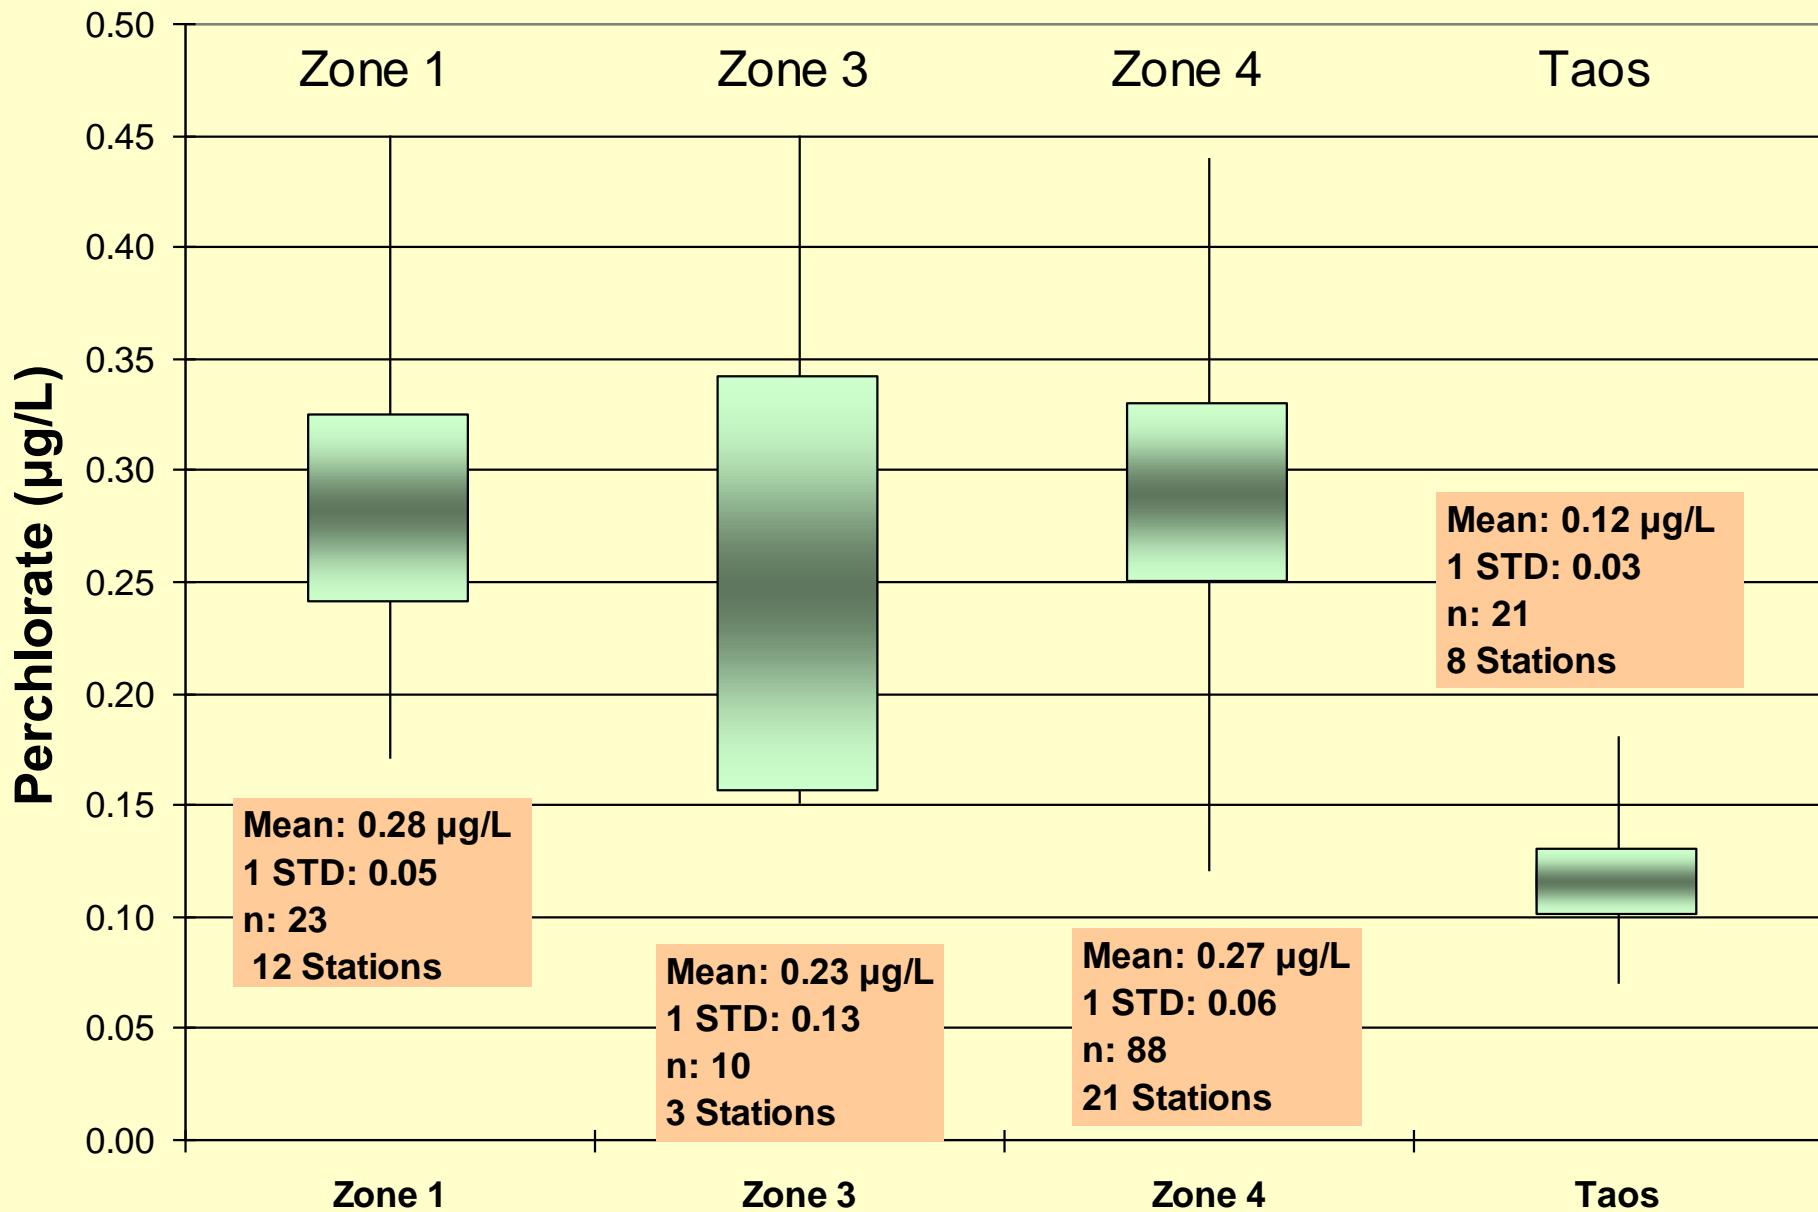 Zone 1
Zone 3
Zone 4
Taos
Perchlorate (µg/L)
0.50
0.45
0.40
0.35
0.30
0.25
0.20
0.15
0.10
0.05
0.00
Mean: 0.28 µg/L
1 STD: 0.05
n: 23
12 Stations
Mean: 0.23 µg/L
1 STD: 0.13
n: 10
3 Stations
Mean: 0.27 µg/L
1 STD: 0.06
n: 88
21 Stations
Mean: 0.12 µg/L
1 STD: 0.03
n: 21
8 Stations
Zone 1
Zone 3
Zone 4
Taos